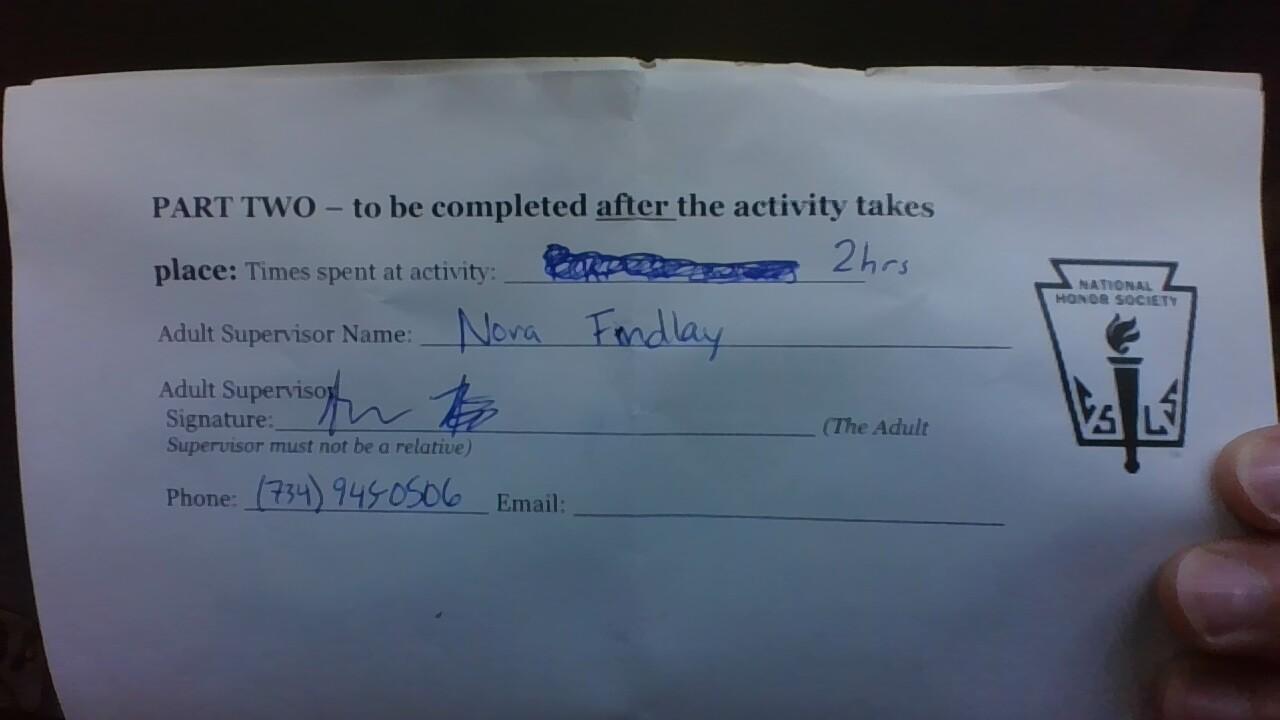 PART TWO – to be completed after the activity takes
place: Times spent at activity: 2hrs
Adult Supervisor Name: Nora Findlay
Adult Supervisor
Signature: (The Adult
Supervisor must not be a relative)
Phone: (734) 945-0506 Email:
NATIONAL
HONOR SOCIETY
C S L S